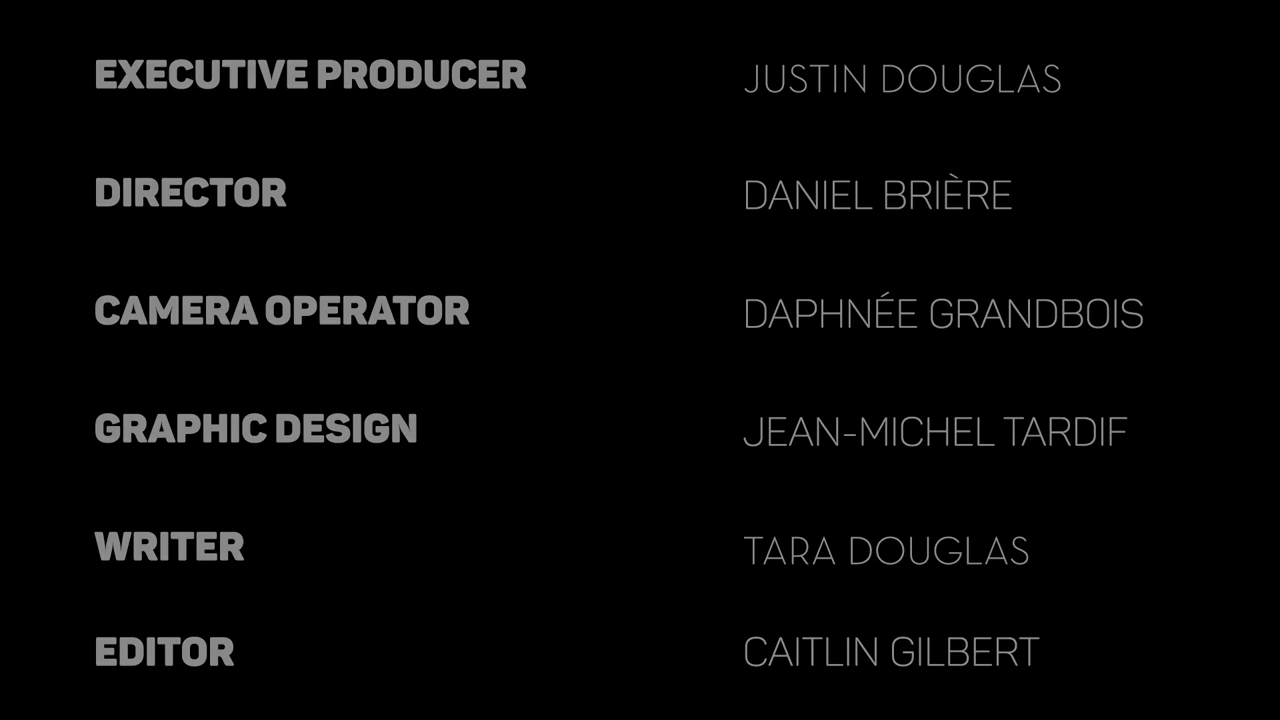 EXECUTIVE PRODUCER JUSTIN DOUGLAS
DIRECTOR DANIEL BRIÈRE
CAMERA OPERATOR DAPHNÉE GRANDBOIS
GRAPHIC DESIGN JEAN-MICHEL TARDIF
WRITER TARA DOUGLAS
EDITOR CAITLIN GILBERT